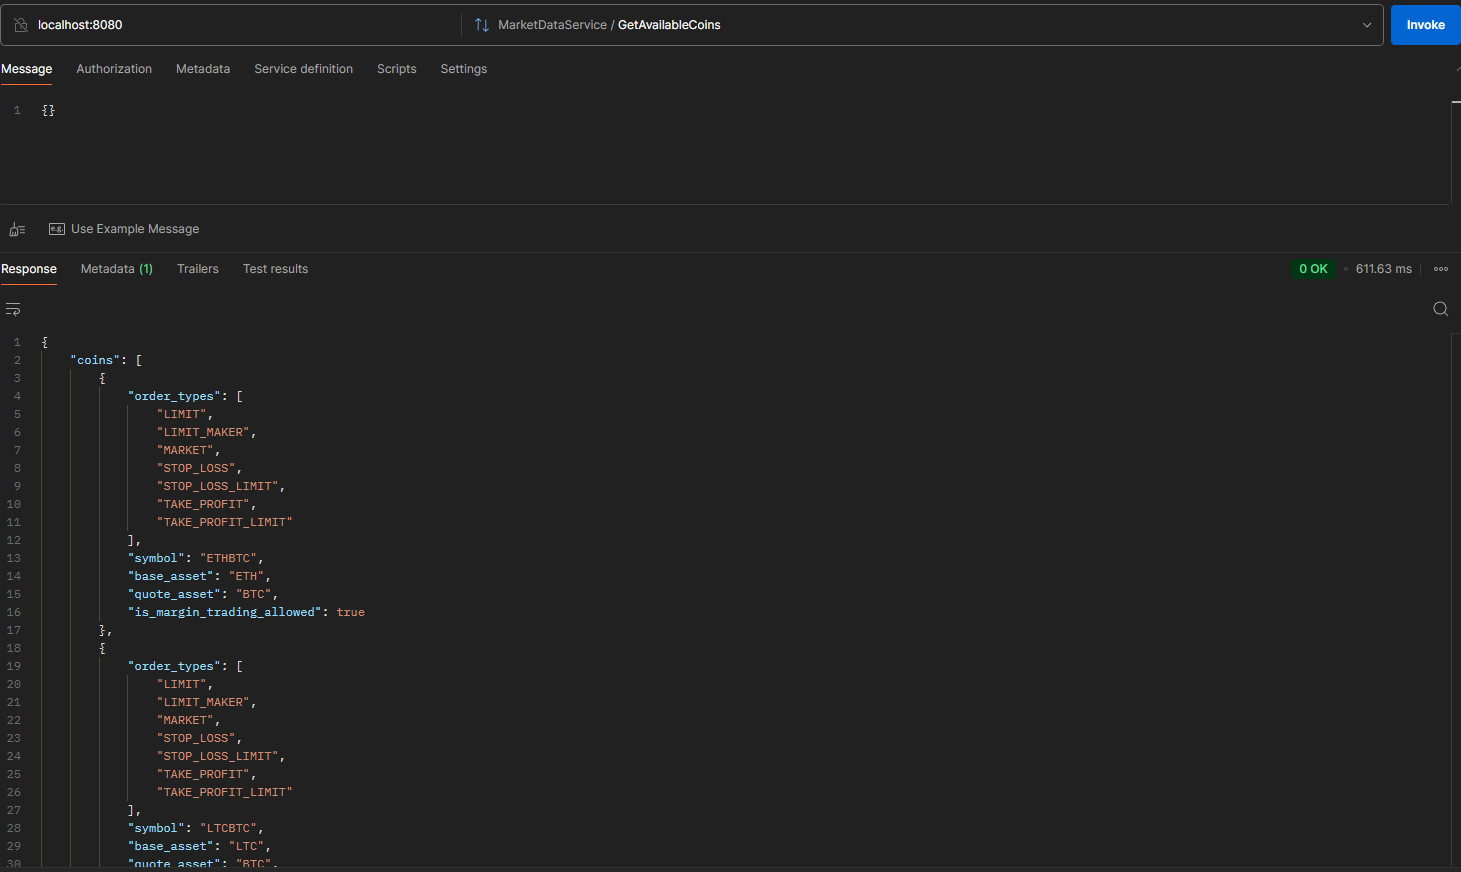 localhost:8080 MarketDataService / GetAvailableCoins Invoke
Message Authorization Metadata Service definition Scripts Settings
1 {}
e.g. Use Example Message
Response Metadata (1) Trailers Test results 0 OK 611.63 ms
1 {
2 "coins": [
3 {
4 "order_types": [
5 "LIMIT",
6 "LIMIT_MAKER",
7 "MARKET",
8 "STOP_LOSS",
9 "STOP_LOSS_LIMIT",
10 "TAKE_PROFIT",
11 "TAKE_PROFIT_LIMIT"
12 ],
13 "symbol": "ETHBTC",
14 "base_asset": "ETH",
15 "quote_asset": "BTC",
16 "is_margin_trading_allowed": true
17 },
18 {
19 "order_types": [
20 "LIMIT",
21 "LIMIT_MAKER",
22 "MARKET",
23 "STOP_LOSS",
24 "STOP_LOSS_LIMIT",
25 "TAKE_PROFIT",
26 "TAKE_PROFIT_LIMIT"
27 ],
28 "symbol": "LTCBTC",
29 "base_asset": "LTC",
30 "quote_asset": "BTC",